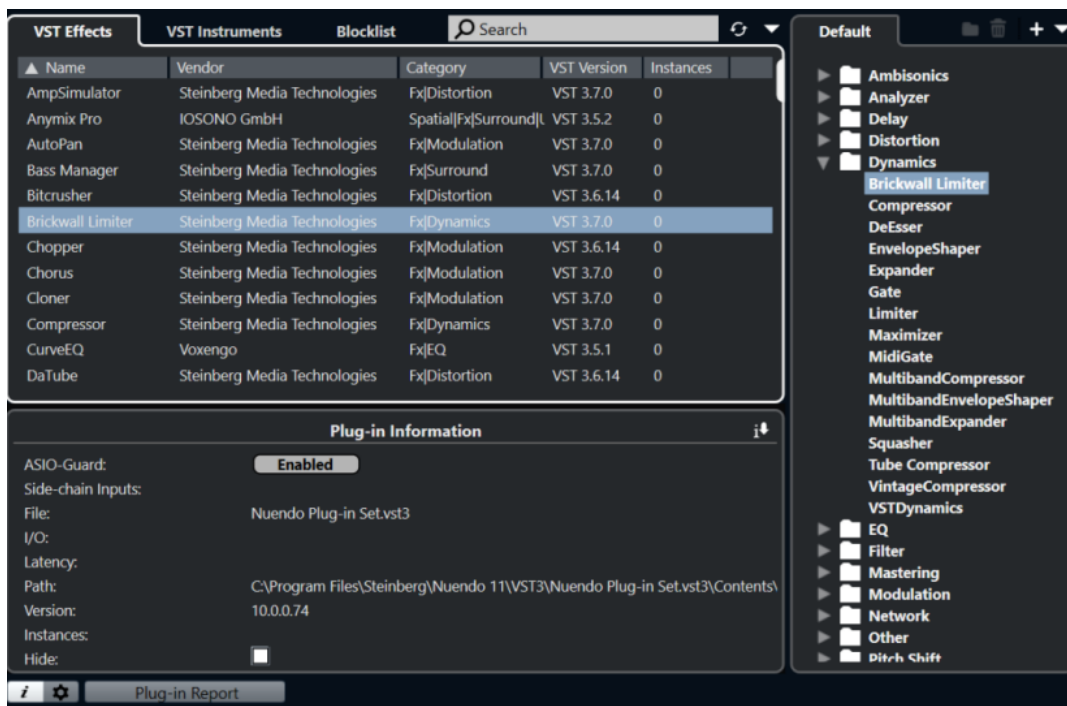 VST Effects VST Instruments Blocklist Search
Name Vendor Category VST Version Instances
AmpSimulator Steinberg Media Technologies Fx|Distortion VST 3.7.0 0
Anymix Pro IOSONO GmbH Spatial|Fx|Surround|U VST 3.5.2 0
AutoPan Steinberg Media Technologies Fx|Modulation VST 3.7.0 0
Bass Manager Steinberg Media Technologies Fx|Surround VST 3.7.0 0
Bitcrusher Steinberg Media Technologies Fx|Distortion VST 3.6.14 0
Brickwall Limiter Steinberg Media Technologies Fx|Dynamics VST 3.7.0 0
Chopper Steinberg Media Technologies Fx|Modulation VST 3.6.14 0
Chorus Steinberg Media Technologies Fx|Modulation VST 3.7.0 0
Cloner Steinberg Media Technologies Fx|Modulation VST 3.7.0 0
Compressor Steinberg Media Technologies Fx|Dynamics VST 3.7.0 0
CurveEQ Voxengo Fx|EQ VST 3.5.1 0
DaTube Steinberg Media Technologies Fx|Distortion VST 3.6.14 0
Plug-in Information
ASIO-Guard: Enabled
Side-chain Inputs:
File: Nuendo Plug-in Set.vst3
I/O:
Latency:
Path: C:\Program Files\Steinberg\Nuendo 11\VST3\Nuendo Plug-in Set.vst3\Contents\
Version: 10.0.0.74
Instances:
Hide:
i Plug-in Report
Default
Ambisonics
Analyzer
Delay
Distortion
Dynamics
Brickwall Limiter
Compressor
DeEsser
EnvelopeShaper
Expander
Gate
Limiter
Maximizer
MidiGate
MultibandCompressor
MultibandEnvelopeShaper
MultibandExpander
Squasher
Tube Compressor
VintageCompressor
VSTDynamics
EQ
Filter
Mastering
Modulation
Network
Other
Pitch Shift